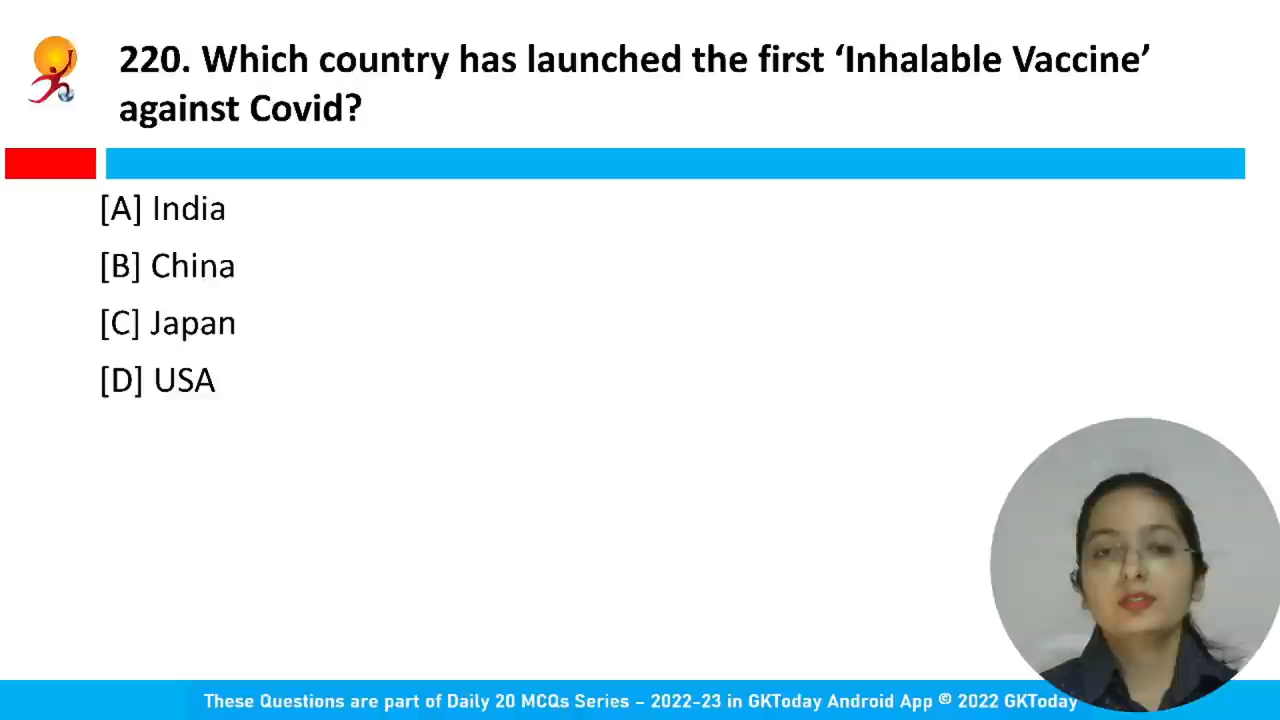 220. Which country has launched the first ‘Inhalable Vaccine’
against Covid?
[A] India
[B] China
[C] Japan
[D] USA
These Questions are part of Daily 20 MCQs Series – 2022-23 in GKToday Android App © 2022 GKToday